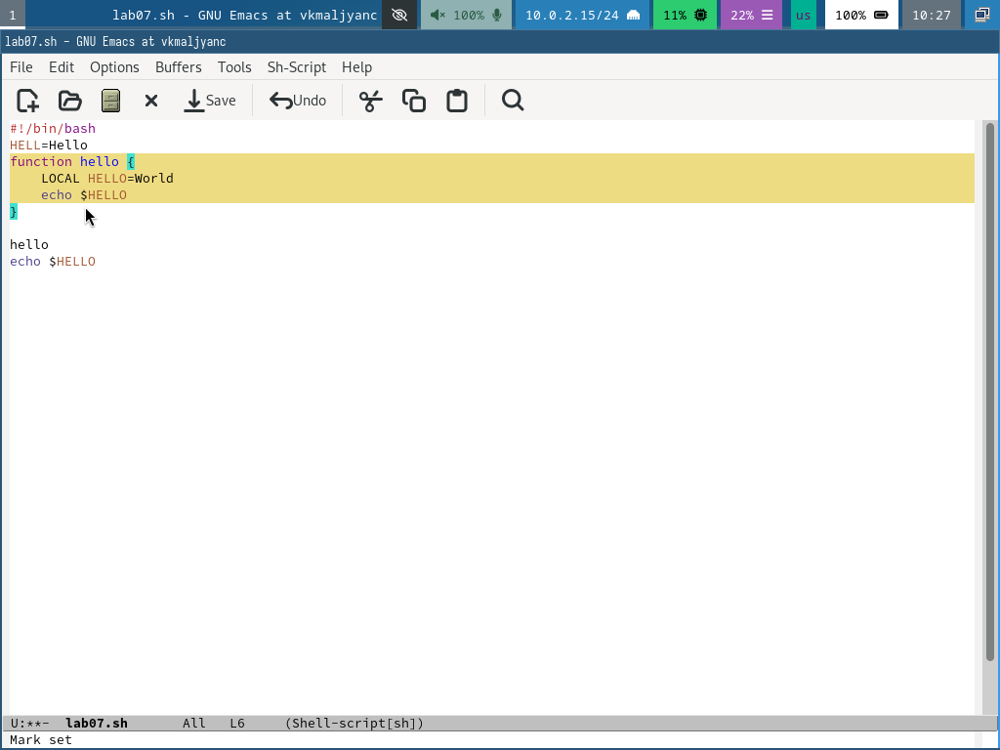 1 lab07.sh - GNU Emacs at vkmaljyanc 100% 10.0.2.15/24 11% 22% us 100% 10:27
lab07.sh - GNU Emacs at vkmaljyanc
File Edit Options Buffers Tools Sh-Script Help
Save Undo
#!/bin/bash
HELL=Hello
function hello {
    LOCAL HELLO=World
    echo $HELLO
}
hello
echo $HELLO
U:**-  lab07.sh       All   L6     (Shell-script[sh])
Mark set